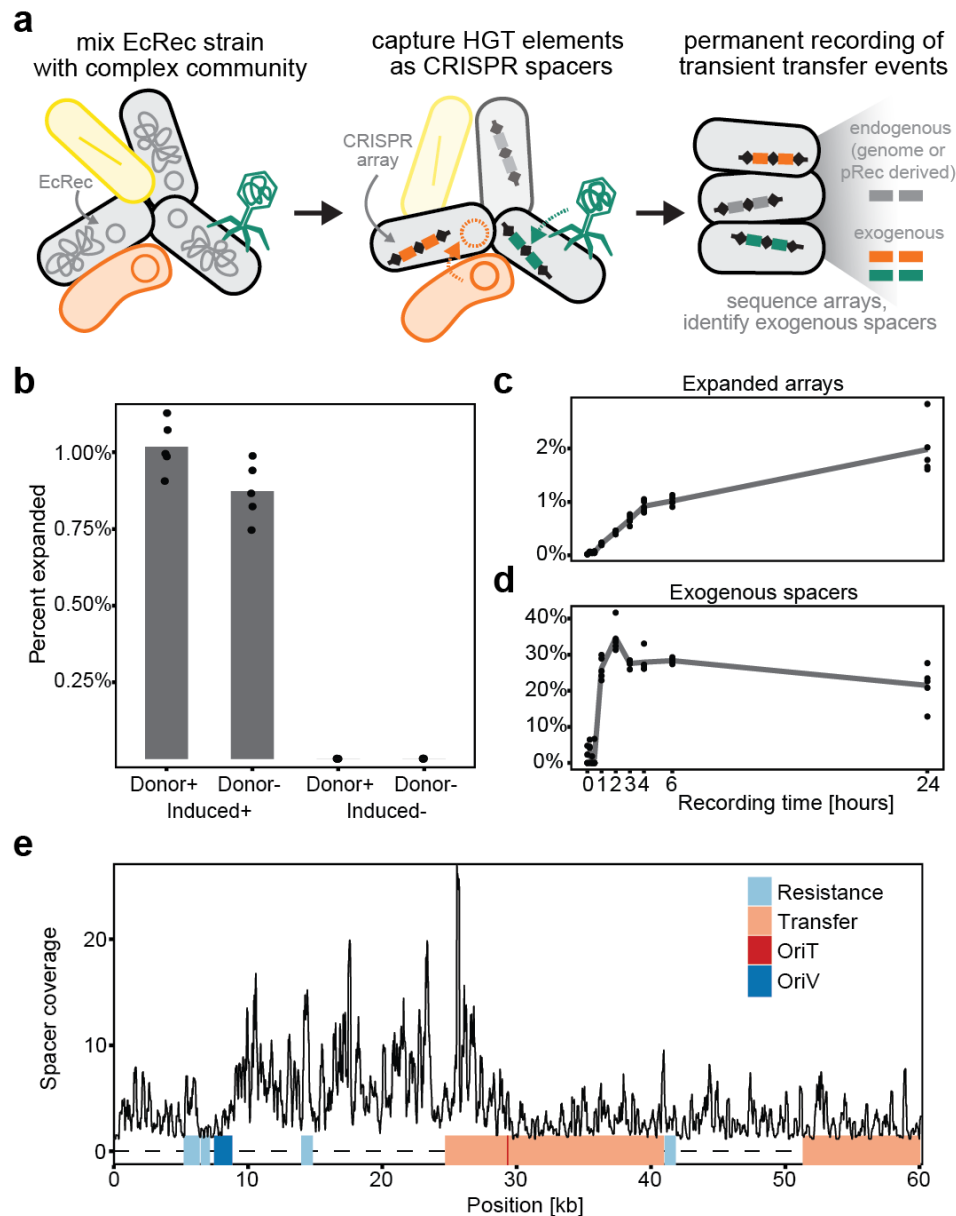 a
mix EcRec strain
with complex community
capture HGT elements
as CRISPR spacers
permanent recording of
transient transfer events
EcRec
CRISPR
array
endogenous
(genome or
pRec derived)
exogenous
sequence arrays,
identify exogenous spacers
b
Percent expanded
1.00%
0.75%
0.50%
0.25%
Donor+ Donor- Donor+ Donor-
Induced+ Induced-
c
Expanded arrays
2%
1%
0%
d
Exogenous spacers
40%
30%
20%
10%
0%
0 1 2 3 4 6 24
Recording time [hours]
e
Spacer coverage
20
10
0
Resistance
Transfer
OriT
OriV
0 10 20 30 40 50 60
Position [kb]